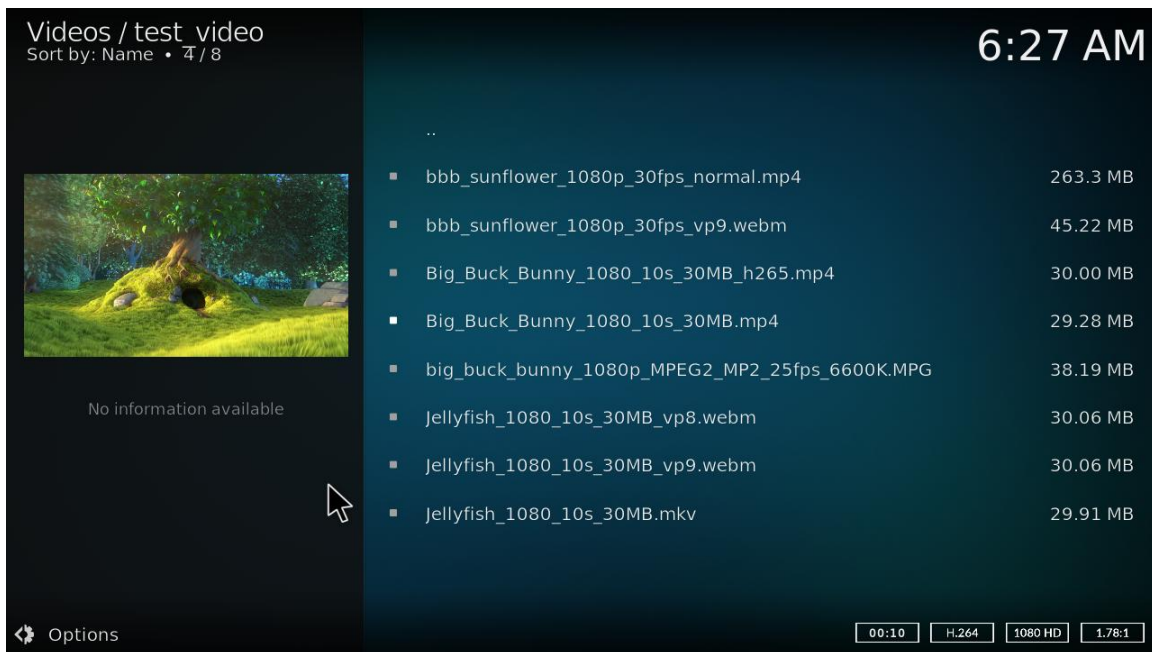 Videos / test_video
Sort by: Name • 4 / 8
6:27 AM
..
bbb_sunflower_1080p_30fps_normal.mp4 263.3 MB
bbb_sunflower_1080p_30fps_vp9.webm 45.22 MB
Big_Buck_Bunny_1080_10s_30MB_h265.mp4 30.00 MB
Big_Buck_Bunny_1080_10s_30MB.mp4 29.28 MB
big_buck_bunny_1080p_MPEG2_MP2_25fps_6600K.MPG 38.19 MB
Jellyfish_1080_10s_30MB_vp8.webm 30.06 MB
Jellyfish_1080_10s_30MB_vp9.webm 30.06 MB
Jellyfish_1080_10s_30MB.mkv 29.91 MB
No information available
Options
00:10 H.264 1080 HD 1.78:1